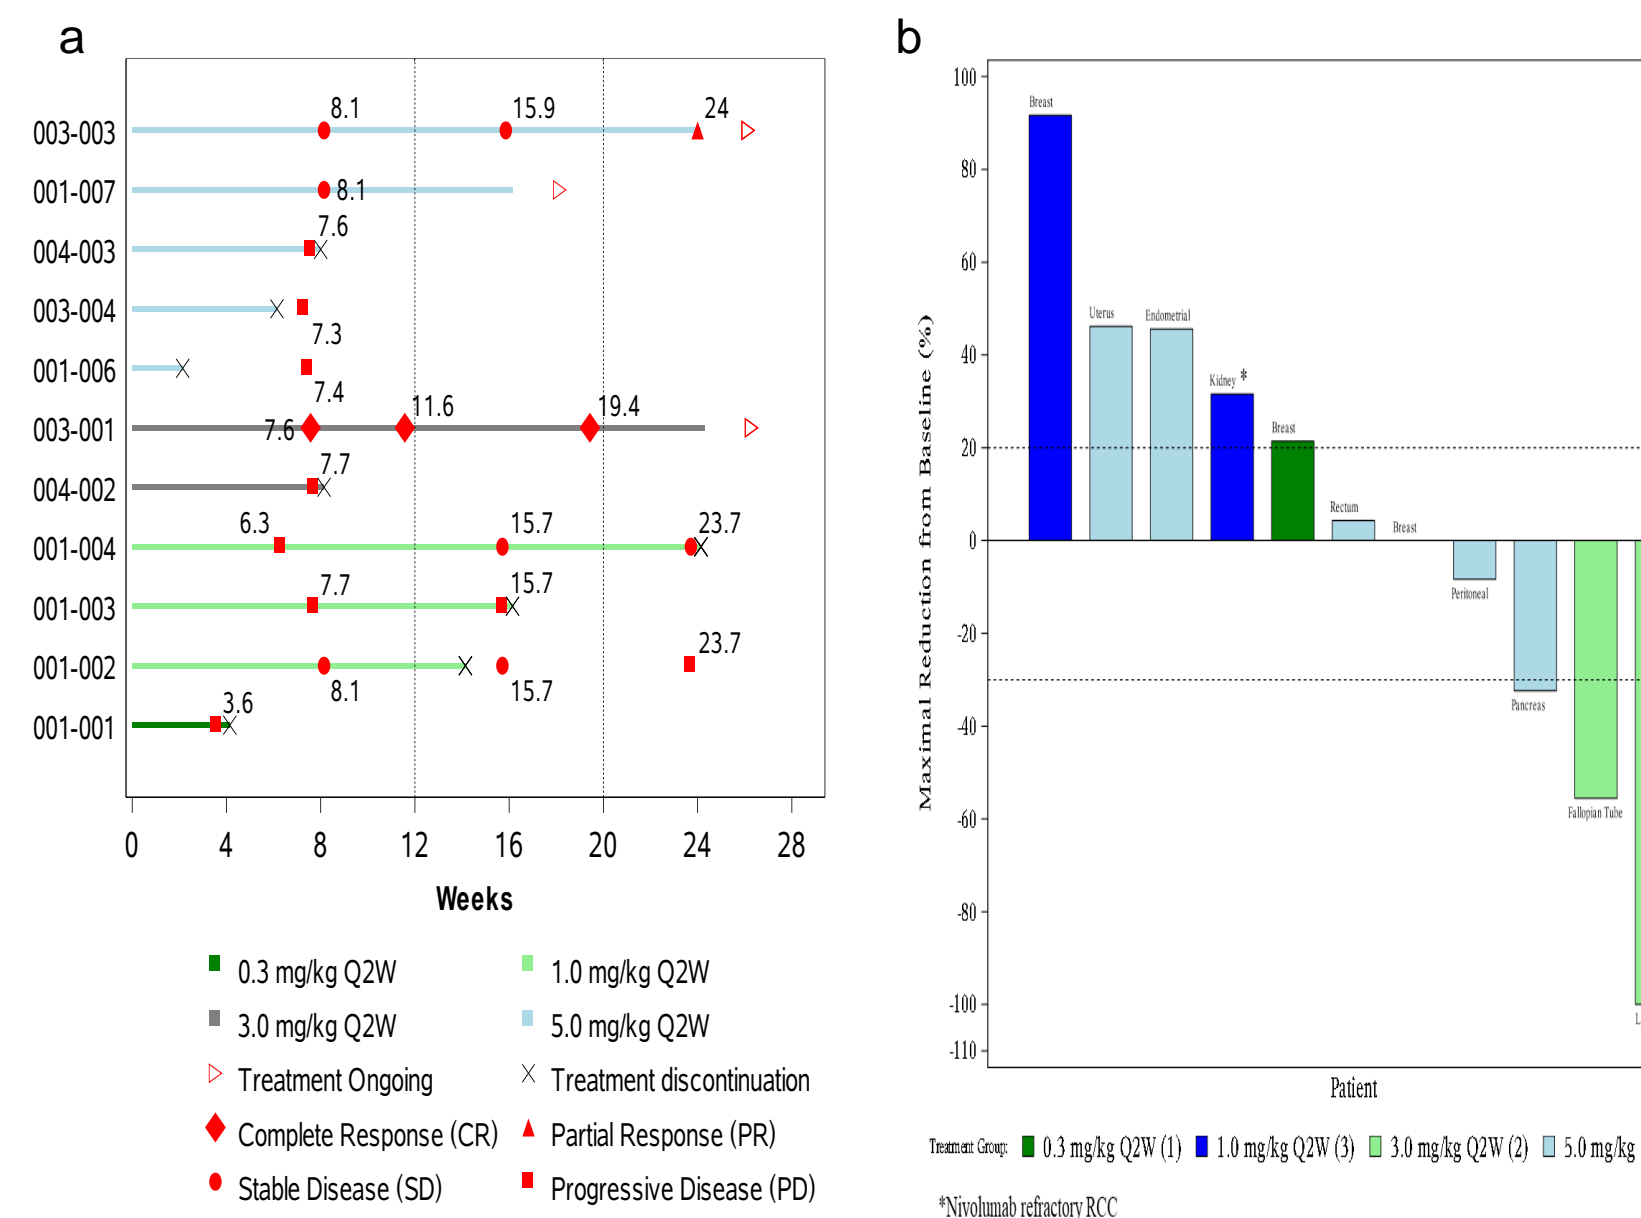 a
003-003
8.1
15.9
24
001-007
8.1
004-003
7.6
003-004
7.3
001-006
7.4
003-001
7.6
11.6
19.4
004-002
7.7
001-004
6.3
15.7
23.7
001-003
7.7
15.7
001-002
8.1
15.7
23.7
001-001
3.6
0 4 8 12 16 20 24 28
Weeks
0.3 mg/kg Q2W
1.0 mg/kg Q2W
3.0 mg/kg Q2W
5.0 mg/kg Q2W
Treatment Ongoing
Treatment discontinuation
Complete Response (CR)
Partial Response (PR)
Stable Disease (SD)
Progressive Disease (PD)
b
Maximal Reduction from Baseline (%)
100
80
60
40
20
0
-20
-40
-60
-80
-100
-110
Breast
Uterus
Endometrial
Kidney *
Breast
Rectum
Breast
Peritoneal
Pancreas
Fallopian Tube
Patient
Treatment Group: 0.3 mg/kg Q2W (1) 1.0 mg/kg Q2W (3) 3.0 mg/kg Q2W (2) 5.0 mg/kg
*Nivolumab refractory RCC